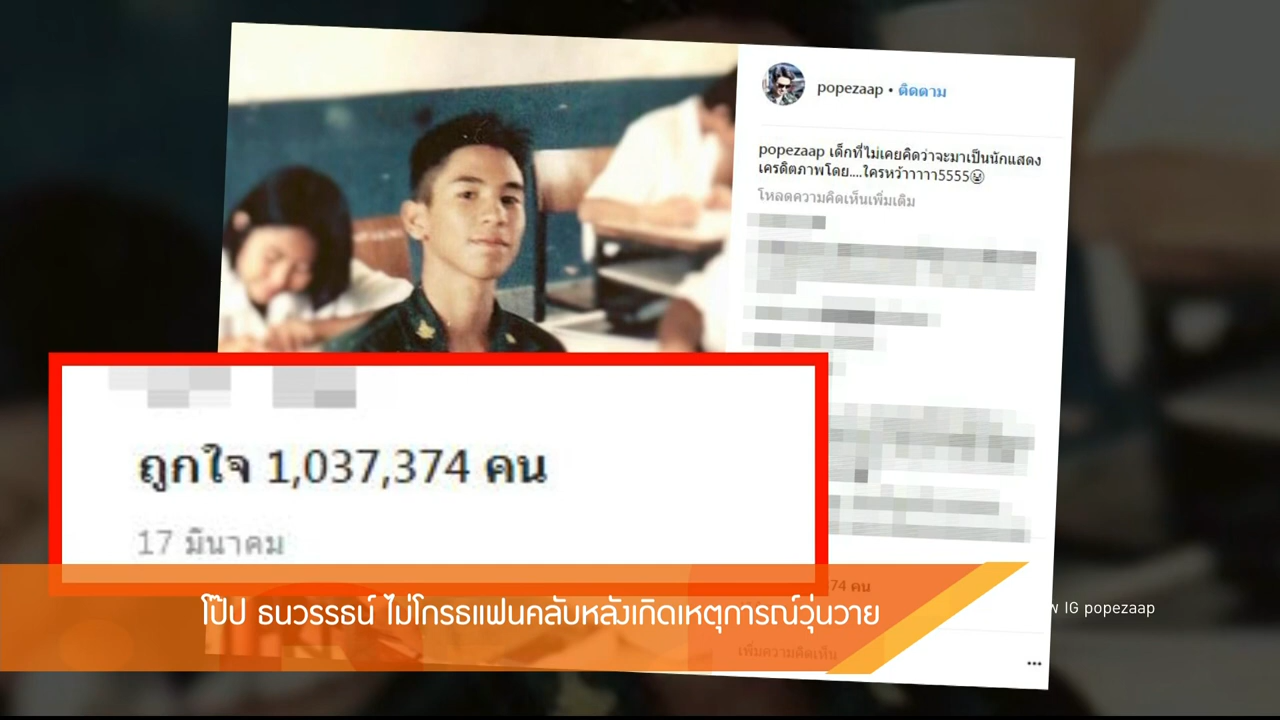 popezaap • ติดตาม
popezaap เด็กที่ไม่เคยคิดว่าจะมาเป็นนักแสดง
เครดิตภาพโดย....ใครหว้าาาาา5555😫
โหลดความคิดเห็นเพิ่มเติม
ถูกใจ 1,037,374 คน
17 มีนาคม
74 คน
โป๊ป ธนวรรธน์ ไม่โกรธแฟนคลับหลังเกิดเหตุการณ์วุ่นวาย
IG popezaap
เพิ่มความคิดเห็น